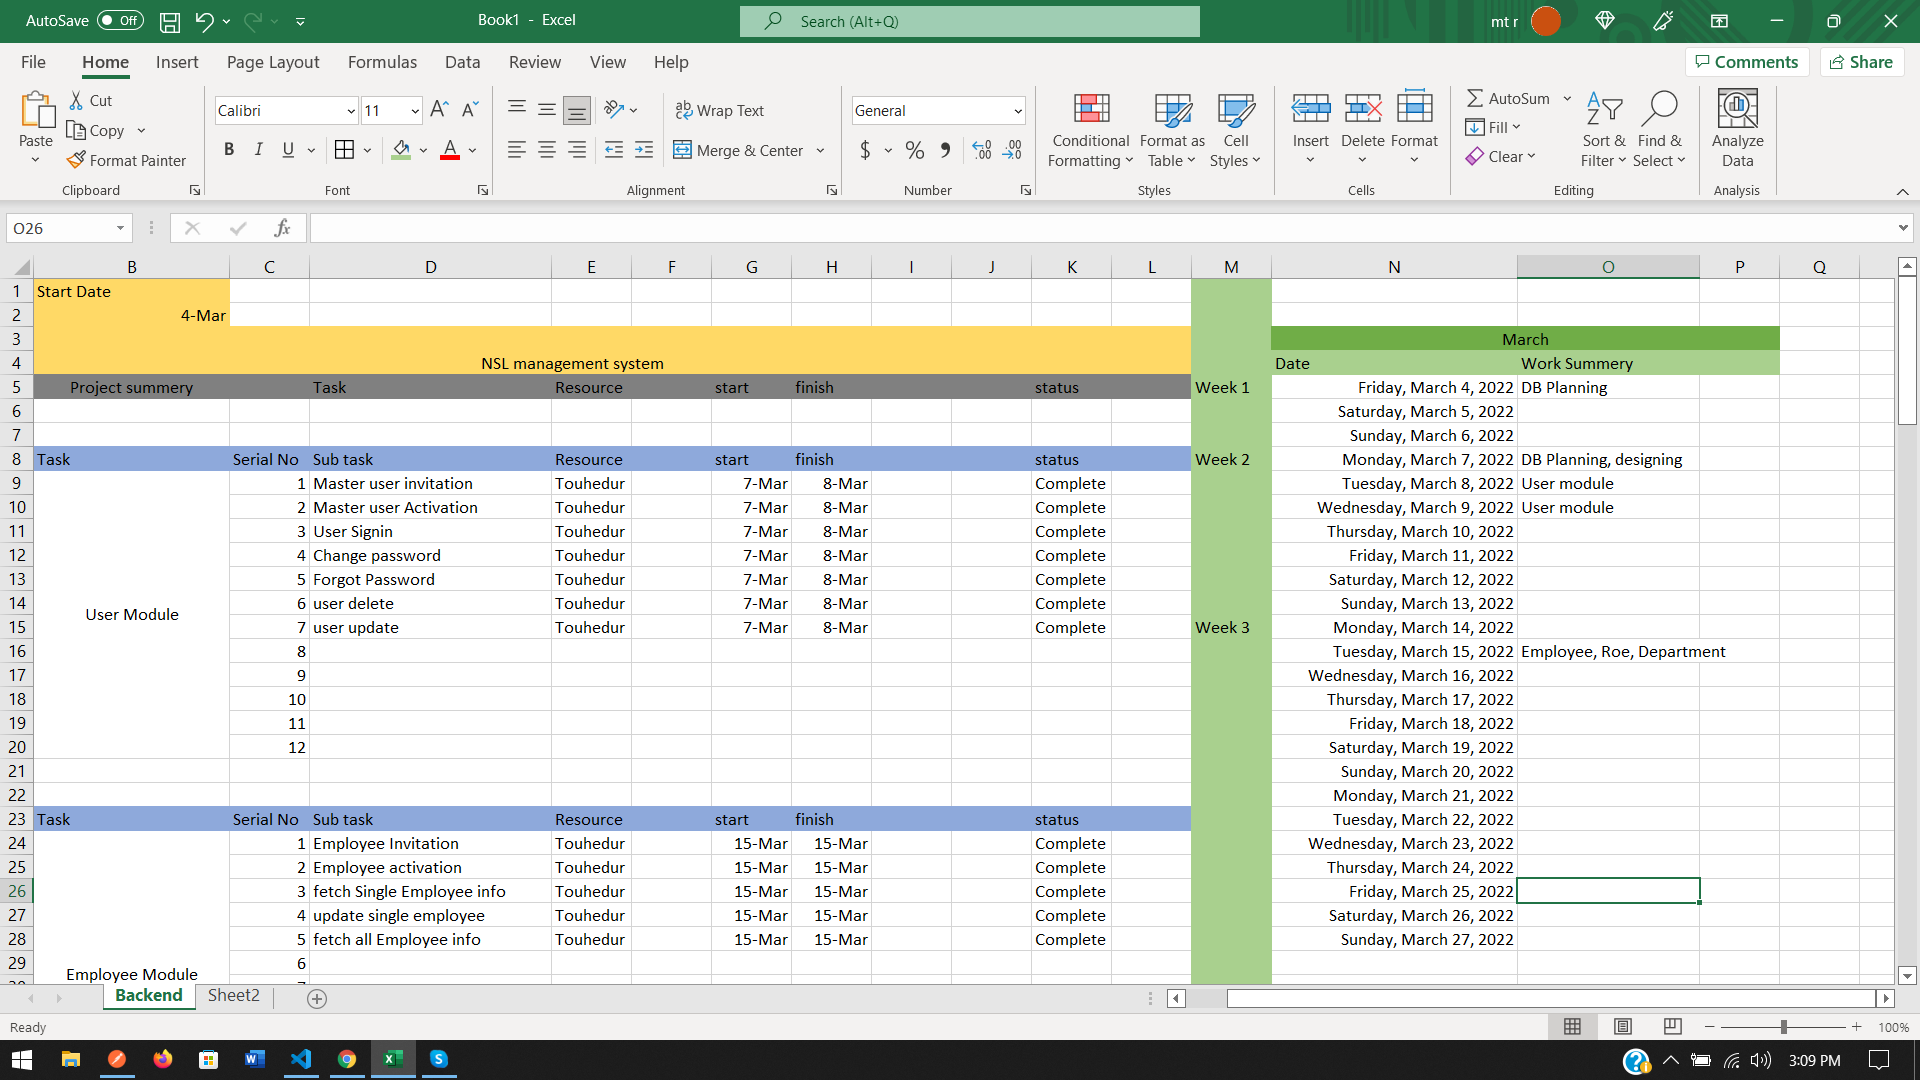 AutoSave Off Book1 - Excel Search (Alt+Q) mt r
File Home Insert Page Layout Formulas Data Review View Help Comments Share
Paste Cut Copy Format Painter Clipboard
Calibri 11 B I U A Font
ab Wrap Text Merge & Center Alignment
General $ % Number
Conditional Formatting Format as Table Cell Styles Styles
Insert Delete Format Cells
AutoSum Fill Clear Sort & Filter Find & Select Editing
Analyze Data Analysis
O26 fx
B C D E F G H I J K L M N O P Q
1 Start Date
2 4-Mar
3 March
4 NSL management system Date Work Summery
5 Project summery Task Resource start finish status Week 1 Friday, March 4, 2022 DB Planning
6 Saturday, March 5, 2022
7 Sunday, March 6, 2022
8 Task Serial No Sub task Resource start finish status Week 2 Monday, March 7, 2022 DB Planning, designing
9 1 Master user invitation Touhedur 7-Mar 8-Mar Complete Tuesday, March 8, 2022 User module
10 2 Master user Activation Touhedur 7-Mar 8-Mar Complete Wednesday, March 9, 2022 User module
11 3 User Signin Touhedur 7-Mar 8-Mar Complete Thursday, March 10, 2022
12 4 Change password Touhedur 7-Mar 8-Mar Complete Friday, March 11, 2022
13 5 Forgot Password Touhedur 7-Mar 8-Mar Complete Saturday, March 12, 2022
14 6 user delete Touhedur 7-Mar 8-Mar Complete Sunday, March 13, 2022
User Module
15 7 user update Touhedur 7-Mar 8-Mar Complete Week 3 Monday, March 14, 2022
16 8 Tuesday, March 15, 2022 Employee, Roe, Department
17 9 Wednesday, March 16, 2022
18 10 Thursday, March 17, 2022
19 11 Friday, March 18, 2022
20 12 Saturday, March 19, 2022
21 Sunday, March 20, 2022
22 Monday, March 21, 2022
23 Task Serial No Sub task Resource start finish status Tuesday, March 22, 2022
24 1 Employee Invitation Touhedur 15-Mar 15-Mar Complete Wednesday, March 23, 2022
25 2 Employee activation Touhedur 15-Mar 15-Mar Complete Thursday, March 24, 2022
26 3 fetch Single Employee info Touhedur 15-Mar 15-Mar Complete Friday, March 25, 2022
27 4 update single employee Touhedur 15-Mar 15-Mar Complete Saturday, March 26, 2022
28 5 fetch all Employee info Touhedur 15-Mar 15-Mar Complete Sunday, March 27, 2022
29 6
Employee Module
Backend Sheet2
Ready 100%
3:09 PM